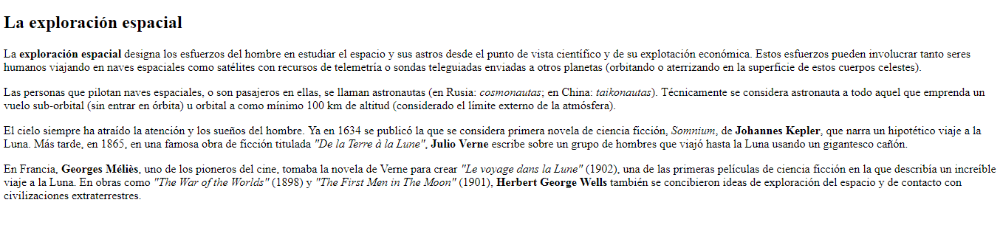 La exploración espacial
La exploración espacial designa los esfuerzos del hombre en estudiar el espacio y sus astros desde el punto de vista científico y de su explotación económica. Estos esfuerzos pueden involucrar tanto seres
humanos viajando en naves espaciales como satélites con recursos de telemetría o sondas teleguiadas enviadas a otros planetas (orbitando o aterrizando en la superficie de estos cuerpos celestes).
Las personas que pilotan naves espaciales, o son pasajeros en ellas, se llaman astronautas (en Rusia: cosmonautas; en China: taikonautas). Técnicamente se considera astronauta a todo aquel que emprenda un
vuelo sub-orbital (sin entrar en órbita) u orbital a como mínimo 100 km de altitud (considerado el límite externo de la atmósfera).
El cielo siempre ha atraído la atención y los sueños del hombre. Ya en 1634 se publicó la que se considera primera novela de ciencia ficción, Somnium, de Johannes Kepler, que narra un hipotético viaje a la
Luna. Más tarde, en 1865, en una famosa obra de ficción titulada "De la Terre à la Lune", Julio Verne escribe sobre un grupo de hombres que viajó hasta la Luna usando un gigantesco cañón.
En Francia, Georges Méliès, uno de los pioneros del cine, tomaba la novela de Verne para crear "Le voyage dans la Lune" (1902), una de las primeras películas de ciencia ficción en la que describía un increíble
viaje a la Luna. En obras como "The War of the Worlds" (1898) y "The First Men in The Moon" (1901), Herbert George Wells también se concibieron ideas de exploración del espacio y de contacto con
civilizaciones extraterrestres.